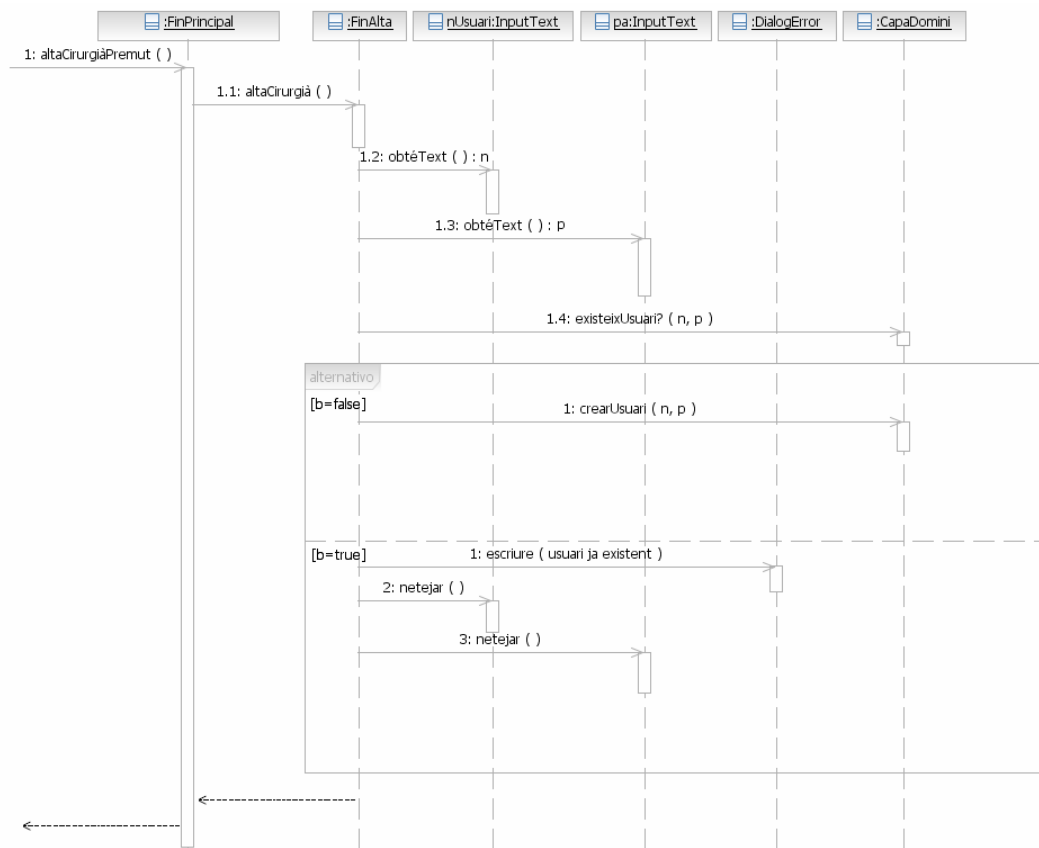 :FinPrincipal
:FinAlta
nUsuari:InputText
pa:InputText
:DialogError
:CapaDomini
1: altaCirurgiàPremut ( )
1.1: altaCirurgià ( )
1.2: obtéText ( ) : n
1.3: obtéText ( ) : p
1.4: existeixUsuari? ( n, p )
alternativo
[b=false]
1: crearUsuari ( n, p )
[b=true]
1: escriure ( usuari ja existent )
2: netejar ( )
3: netejar ( )